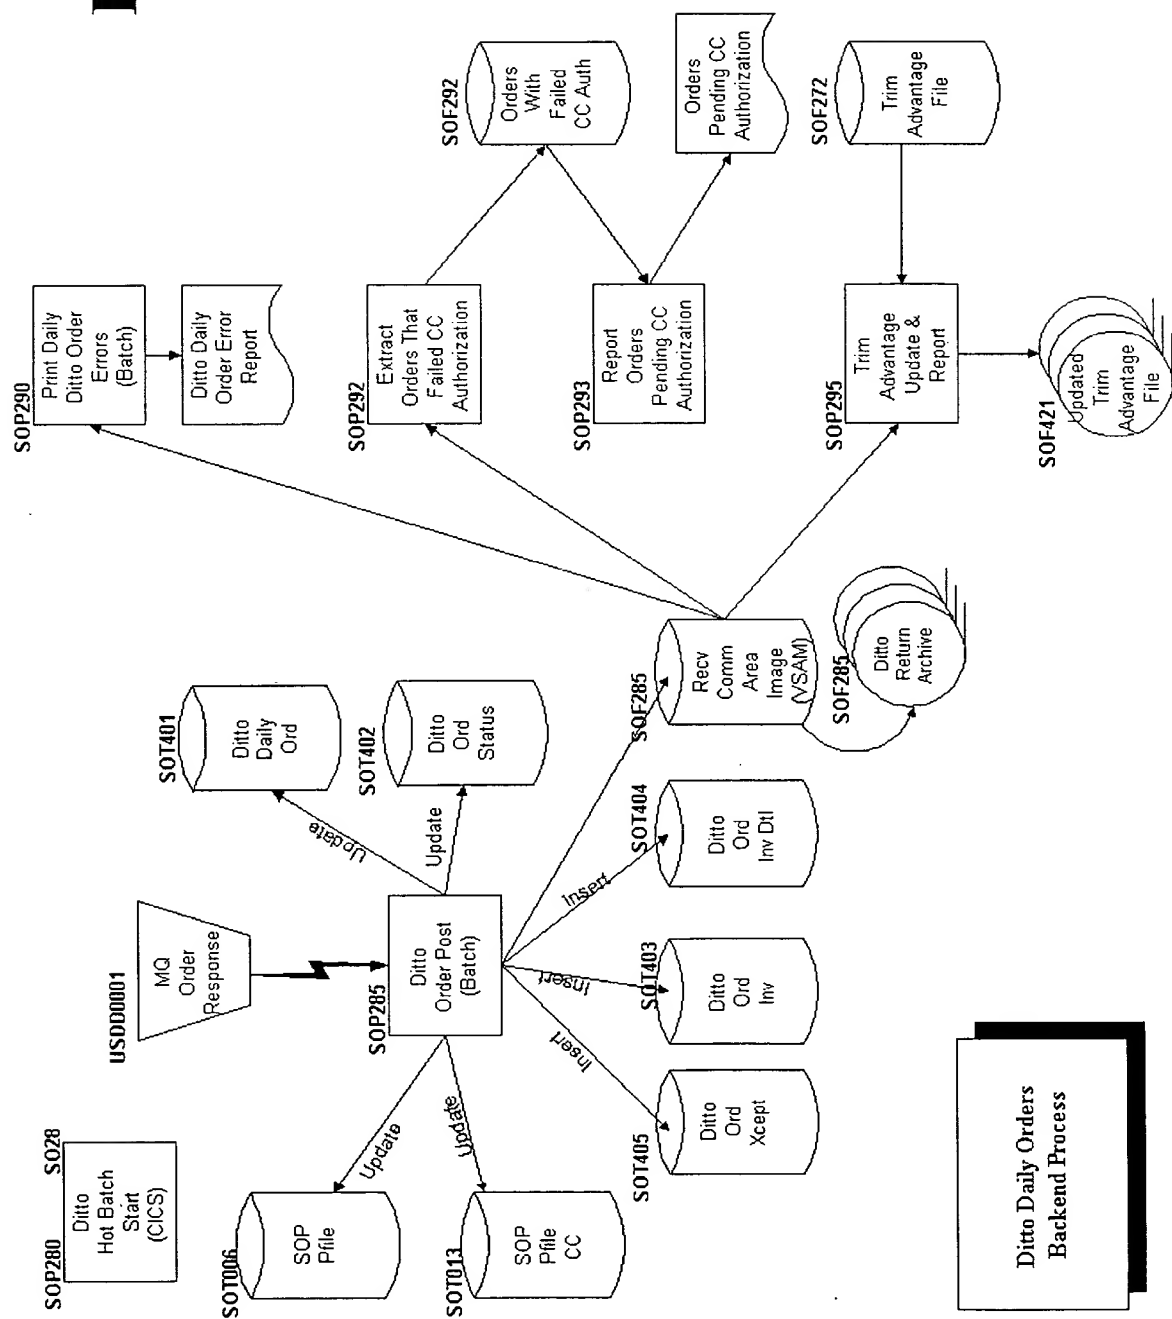 SOP280 SO28
Ditto
Hot Batch
Start
(CICS)
USDD0001
MQ
Order
Response
SOT401
Ditto
Daily
Ord
SOP290
Print Daily
Ditto Order
Errors
(Batch)
Ditto Daily
Order Error
Report
SOT006
SOP
Pfile
Update
SOP285
Ditto
Order Post
(Batch)
Update
SOT402
Ditto
Ord
Status
Update
SOP292
Extract
Orders That
Failed CC
Authorization
SOF292
Orders
With
Failed
CC Auth
SOT013
SOP
Pfile
CC
Update
SOP293
Report
Orders
Pending CC
Authorization
Orders
Pending CC
Authorization
SOT405
Ditto
Ord
Xcept
Insert
SOT403
Ditto
Ord
Inv
Insert
SOT404
Ditto
Ord
Inv Dtl
Insert
SOF285
Recv
Comm
Area
Image
(VSAM)
SOF285
Ditto
Return
Archive
SOP295
Trim
Advantage
Update &
Report
SOF272
Trim
Advantage
File
SOF421
Updated
Trim
Advantage
File
Ditto Daily Orders
Backend Process